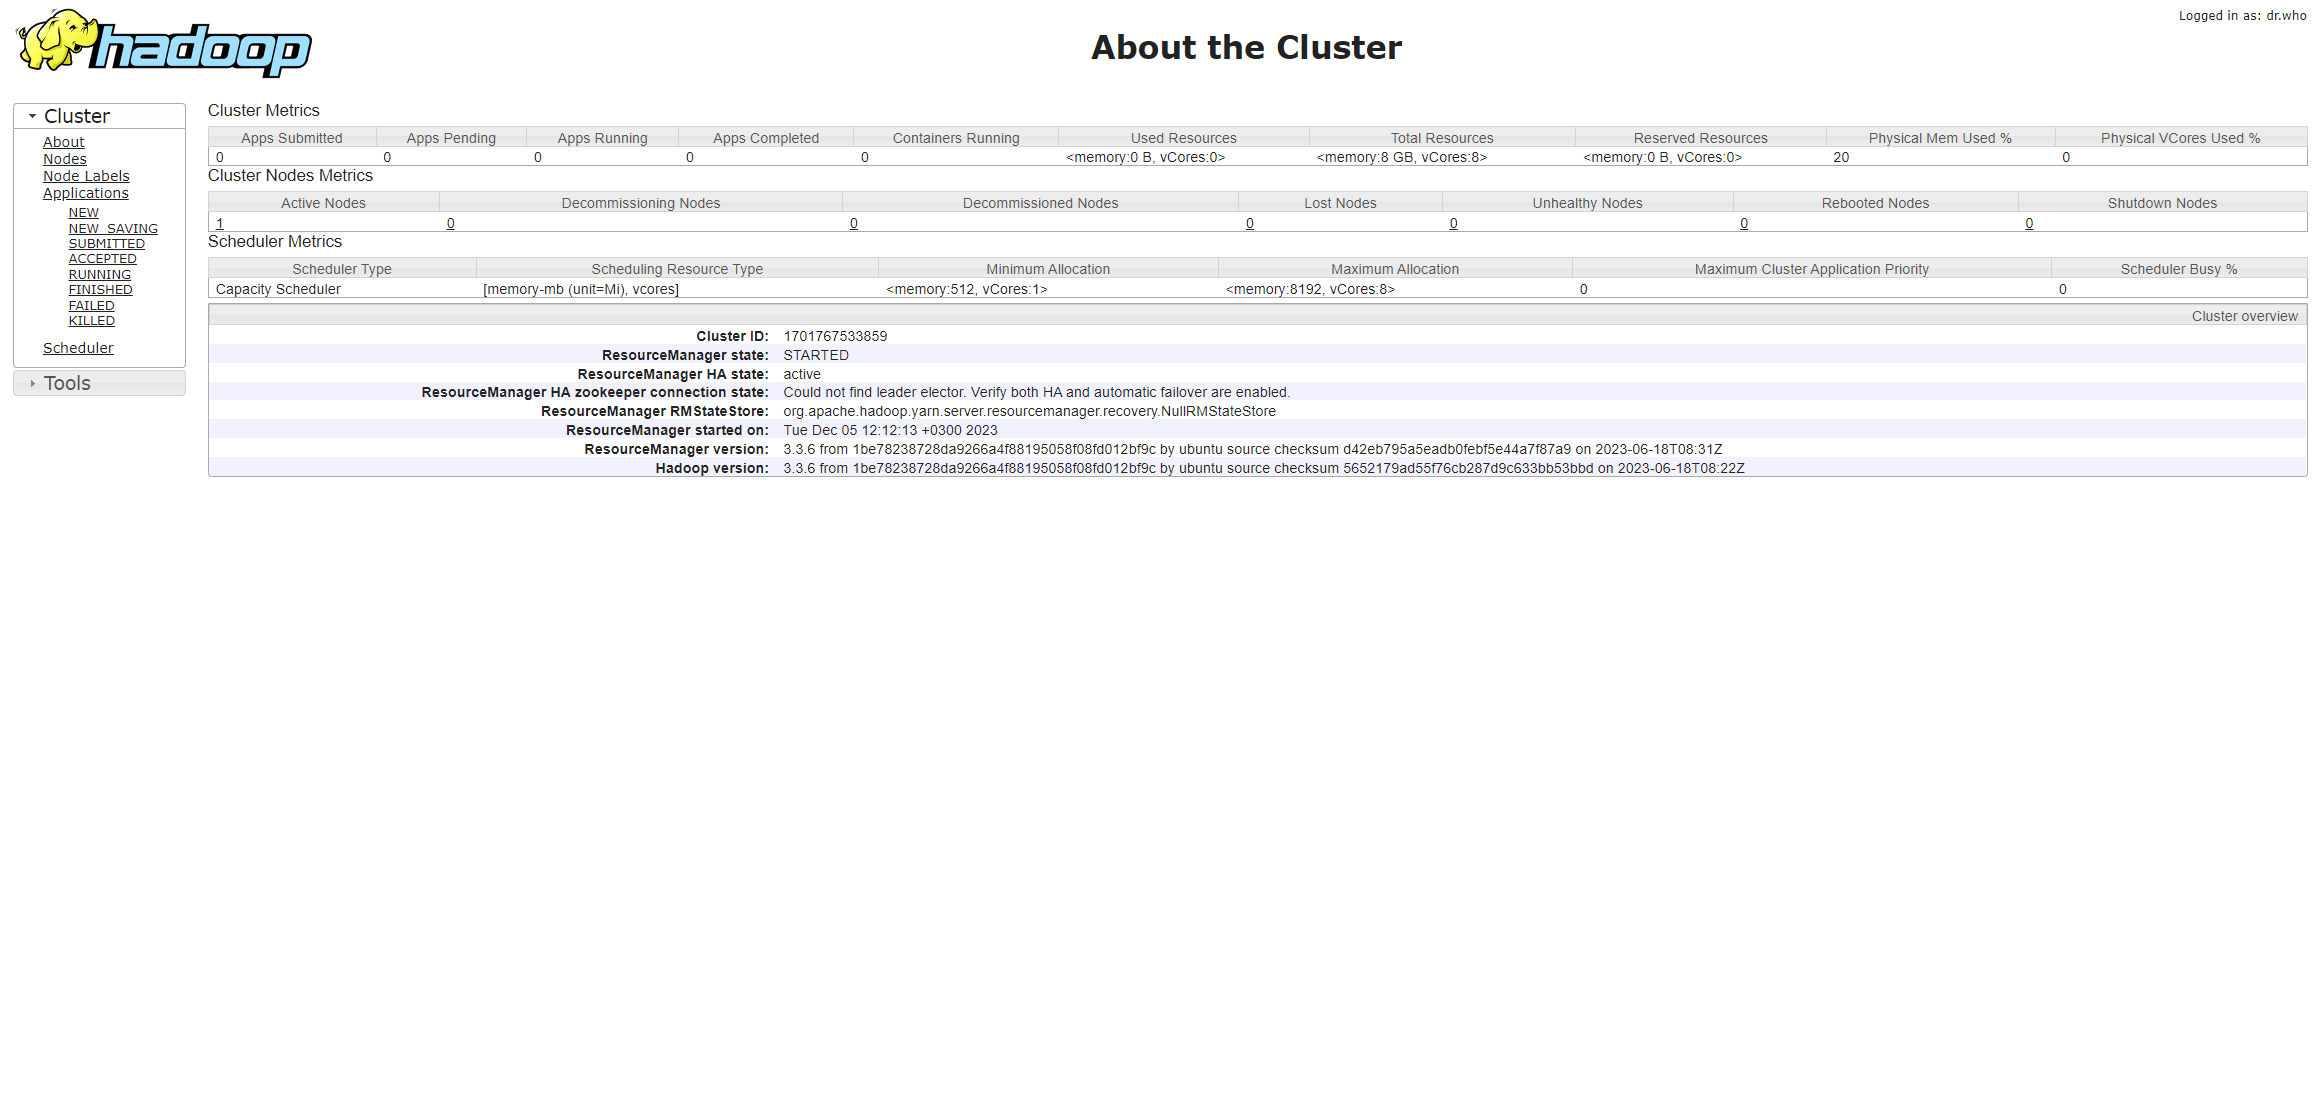 hadoop
Logged in as: dr.who
About the Cluster
Cluster
About
Nodes
Node Labels
Applications
NEW
NEW_SAVING
SUBMITTED
ACCEPTED
RUNNING
FINISHED
FAILED
KILLED
Scheduler
Tools
Cluster Metrics
Apps Submitted Apps Pending Apps Running Apps Completed Containers Running Used Resources Total Resources Reserved Resources Physical Mem Used % Physical VCores Used %
0 0 0 0 0 <memory:0 B, vCores:0> <memory:8 GB, vCores:8> <memory:0 B, vCores:0> 20 0
Cluster Nodes Metrics
Active Nodes Decommissioning Nodes Decommissioned Nodes Lost Nodes Unhealthy Nodes Rebooted Nodes Shutdown Nodes
1 0 0 0 0 0 0
Scheduler Metrics
Scheduler Type Scheduling Resource Type Minimum Allocation Maximum Allocation Maximum Cluster Application Priority Scheduler Busy %
Capacity Scheduler [memory-mb (unit=Mi), vcores] <memory:512, vCores:1> <memory:8192, vCores:8> 0 0
Cluster overview
Cluster ID: 1701767533859
ResourceManager state: STARTED
ResourceManager HA state: active
ResourceManager HA zookeeper connection state: Could not find leader elector. Verify both HA and automatic failover are enabled.
ResourceManager RMStateStore: org.apache.hadoop.yarn.server.resourcemanager.recovery.NullRMStateStore
ResourceManager started on: Tue Dec 05 12:12:13 +0300 2023
ResourceManager version: 3.3.6 from 1be78238728da9266a4f88195058f08fd012bf9c by ubuntu source checksum d42eb795a5eadb0febf5e44a7f87a9 on 2023-06-18T08:31Z
Hadoop version: 3.3.6 from 1be78238728da9266a4f88195058f08fd012bf9c by ubuntu source checksum 5652179ad55f76cb287d9c633bb53bbd on 2023-06-18T08:22Z